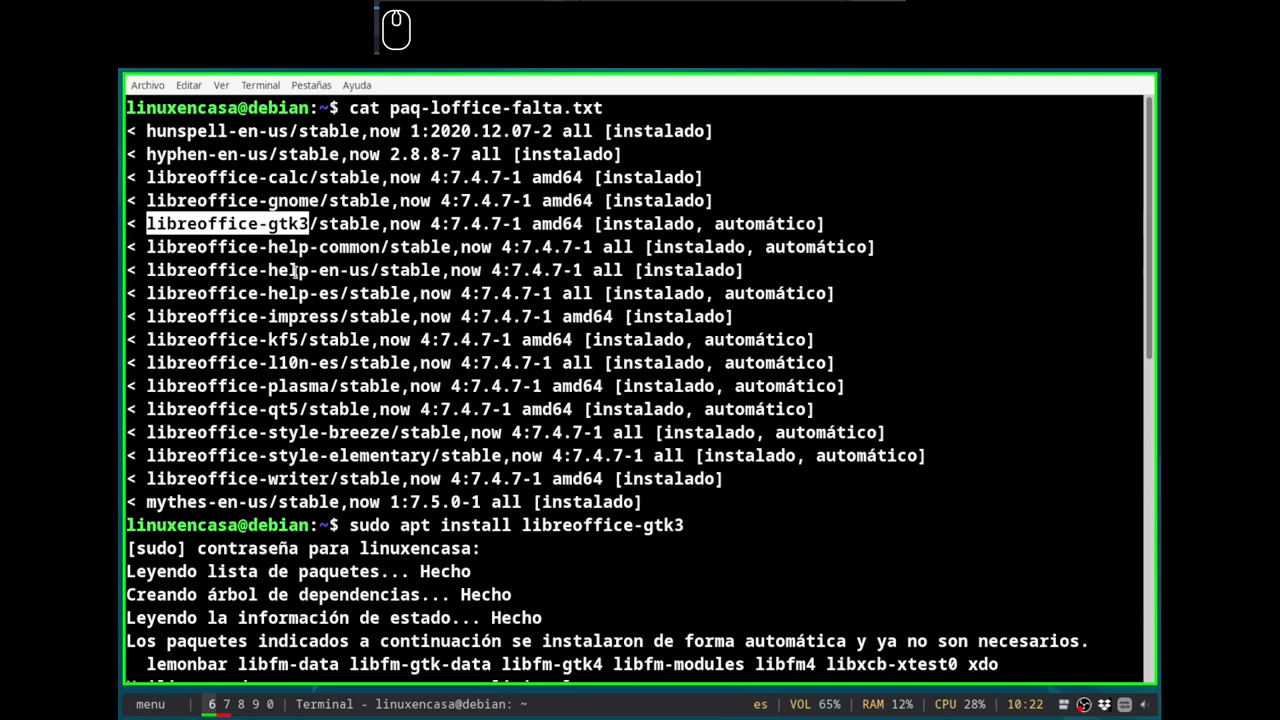 Archivo Editar Ver Terminal Pestañas Ayuda
linuxencasa@debian:~$ cat paq-loffice-falta.txt
< hunspell-en-us/stable,now 1:2020.12.07-2 all [instalado]
< hyphen-en-us/stable,now 2.8.8-7 all [instalado]
< libreoffice-calc/stable,now 4:7.4.7-1 amd64 [instalado]
< libreoffice-gnome/stable,now 4:7.4.7-1 amd64 [instalado]
< libreoffice-gtk3/stable,now 4:7.4.7-1 amd64 [instalado, automático]
< libreoffice-help-common/stable,now 4:7.4.7-1 all [instalado, automático]
< libreoffice-help-en-us/stable,now 4:7.4.7-1 all [instalado]
< libreoffice-help-es/stable,now 4:7.4.7-1 all [instalado, automático]
< libreoffice-impress/stable,now 4:7.4.7-1 amd64 [instalado]
< libreoffice-kf5/stable,now 4:7.4.7-1 amd64 [instalado, automático]
< libreoffice-l10n-es/stable,now 4:7.4.7-1 all [instalado, automático]
< libreoffice-plasma/stable,now 4:7.4.7-1 amd64 [instalado, automático]
< libreoffice-qt5/stable,now 4:7.4.7-1 amd64 [instalado, automático]
< libreoffice-style-breeze/stable,now 4:7.4.7-1 all [instalado, automático]
< libreoffice-style-elementary/stable,now 4:7.4.7-1 all [instalado, automático]
< libreoffice-writer/stable,now 4:7.4.7-1 amd64 [instalado]
< mythes-en-us/stable,now 1:7.5.0-1 all [instalado]
linuxencasa@debian:~$ sudo apt install libreoffice-gtk3
[sudo] contraseña para linuxencasa:
Leyendo lista de paquetes... Hecho
Creando árbol de dependencias... Hecho
Leyendo la información de estado... Hecho
Los paquetes indicados a continuación se instalaron de forma automática y ya no son necesarios.
lemonbar libfm-data libfm-gtk-data libfm-gtk4 libfm-modules libfm4 libxcb-xtest0 xdo
menu | 6 7 8 9 0 | Terminal - linuxencasa@debian: ~ es | VOL 65% | RAM 12% | CPU 28% | 10:22